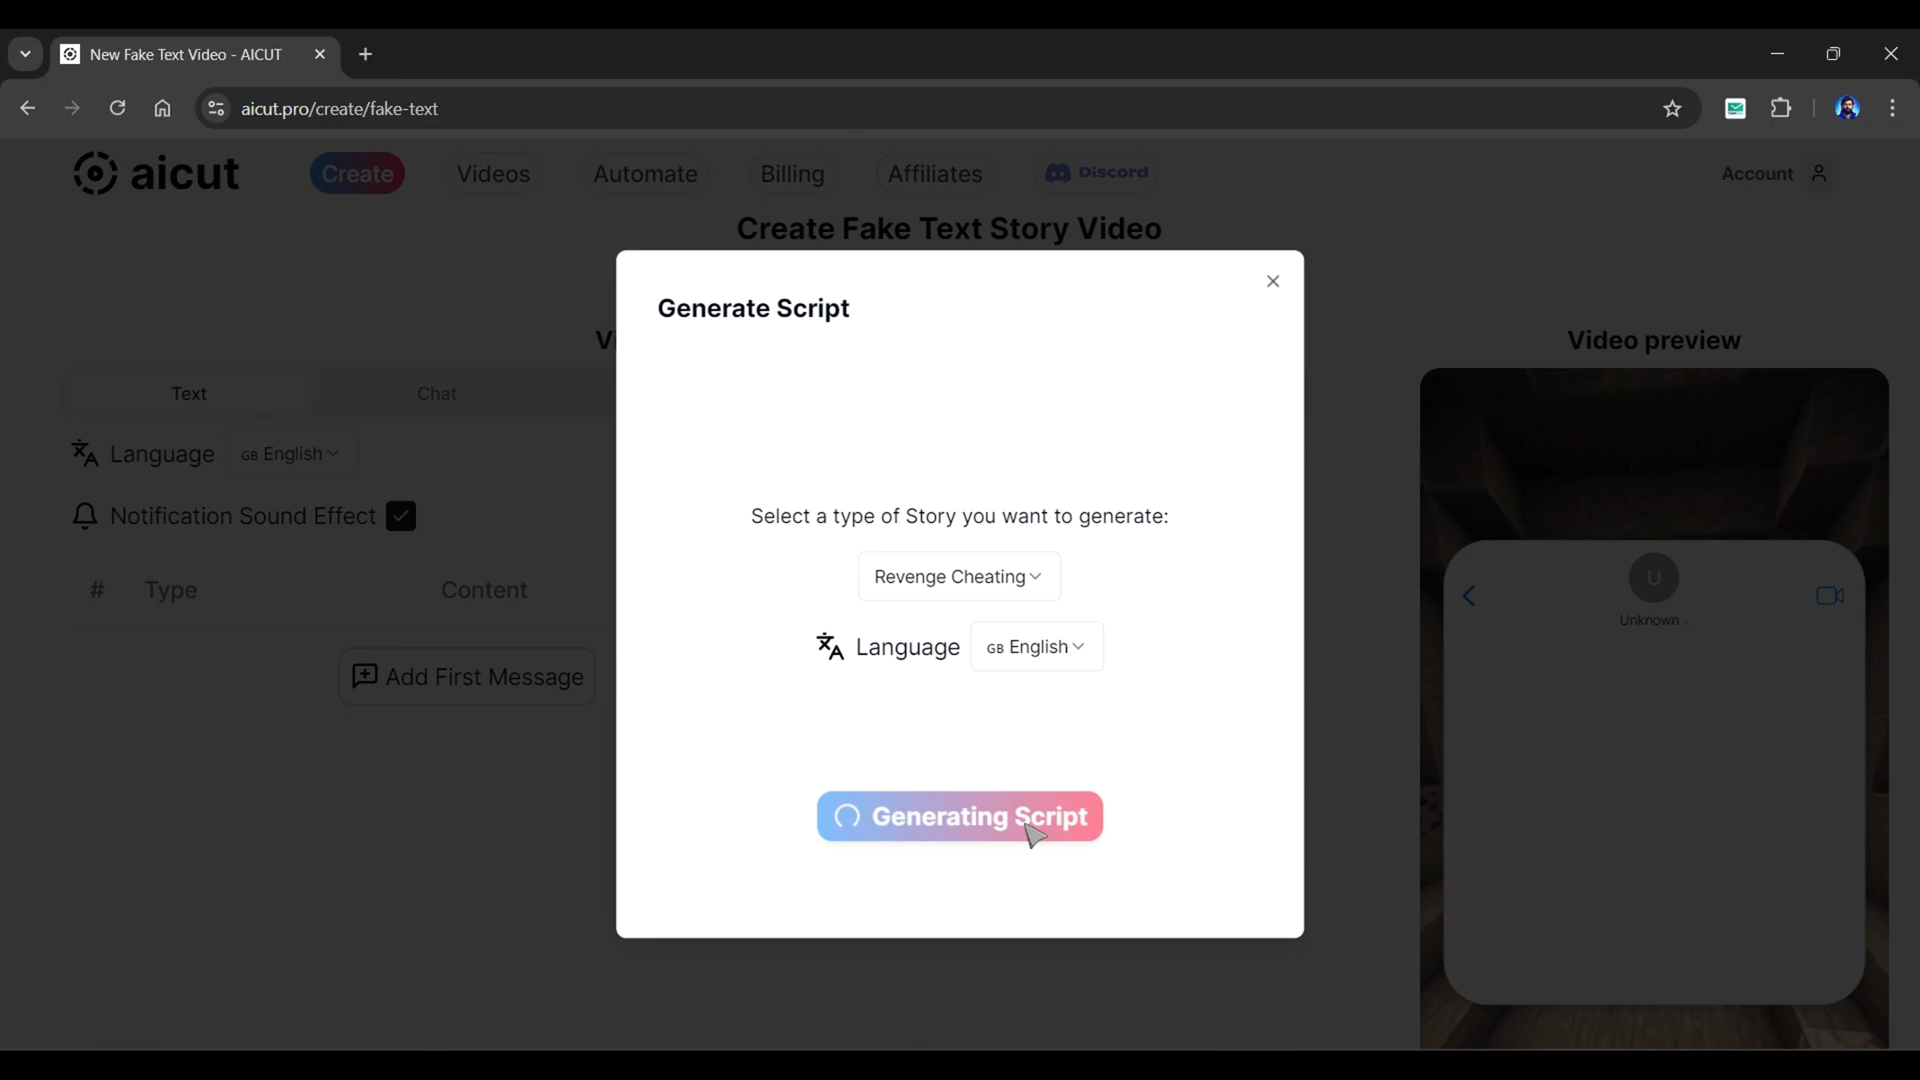 New Fake Text Video - AICUT
aicut.pro/create/fake-text
aicut
Create
Videos
Automate
Billing
Affiliates
Discord
Account
Create Fake Text Story Video
Generate Script
Vi
Video preview
Text
Chat
Language
GB English
Notification Sound Effect
Select a type of Story you want to generate:
Revenge Cheating
# Type Content
U
Unknown
Language
GB English
Add First Message
Generating Script